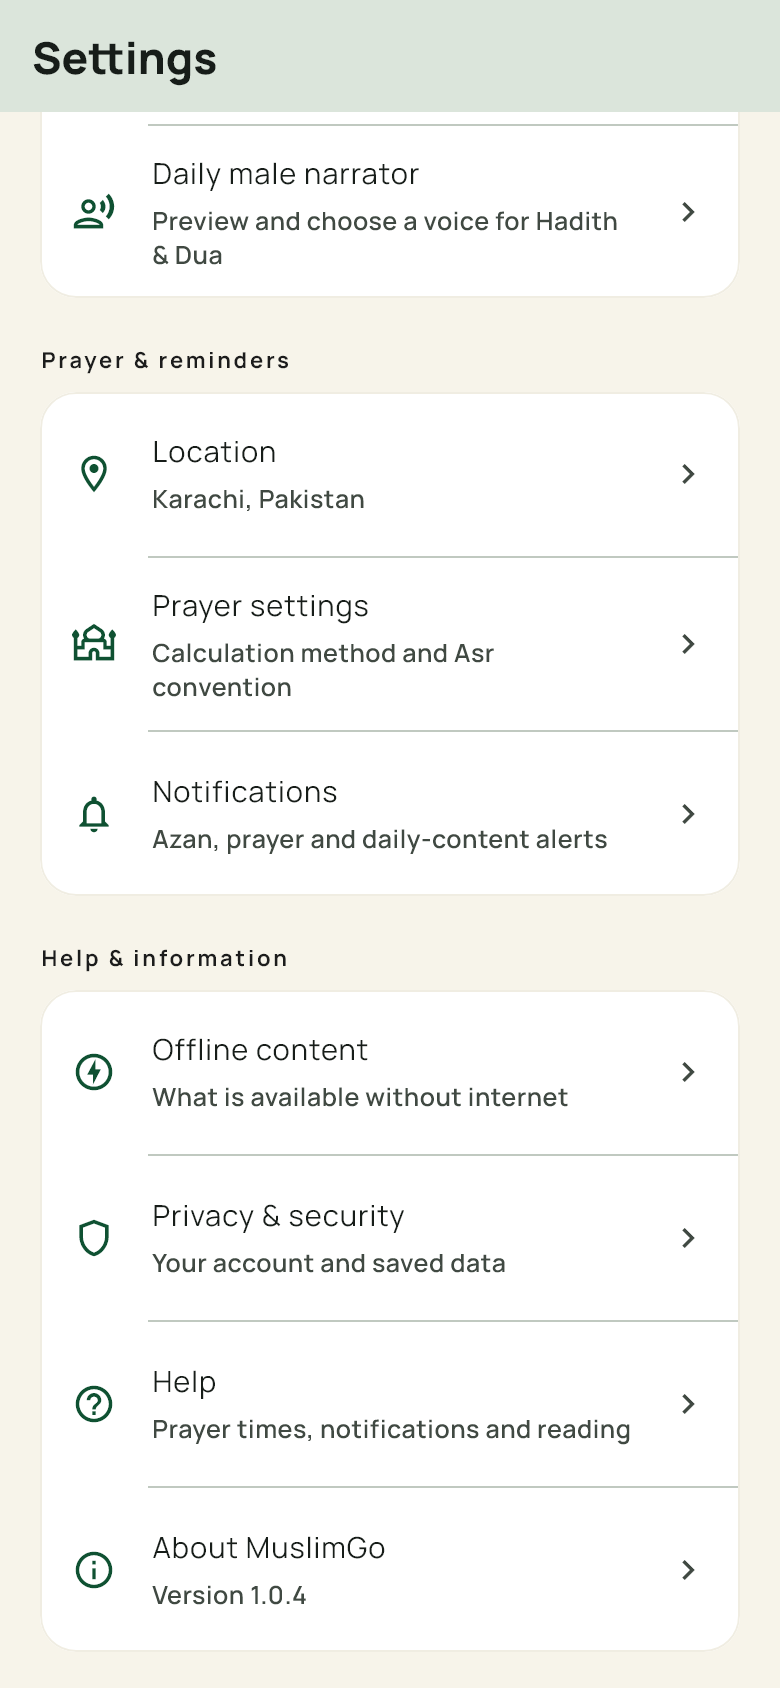 Settings
Daily male narrator
Preview and choose a voice for Hadith
& Dua
Prayer & reminders
Location
Karachi, Pakistan
Prayer settings
Calculation method and Asr
convention
Notifications
Azan, prayer and daily-content alerts
Help & information
Offline content
What is available without internet
Privacy & security
Your account and saved data
Help
Prayer times, notifications and reading
About MuslimGo
Version 1.0.4